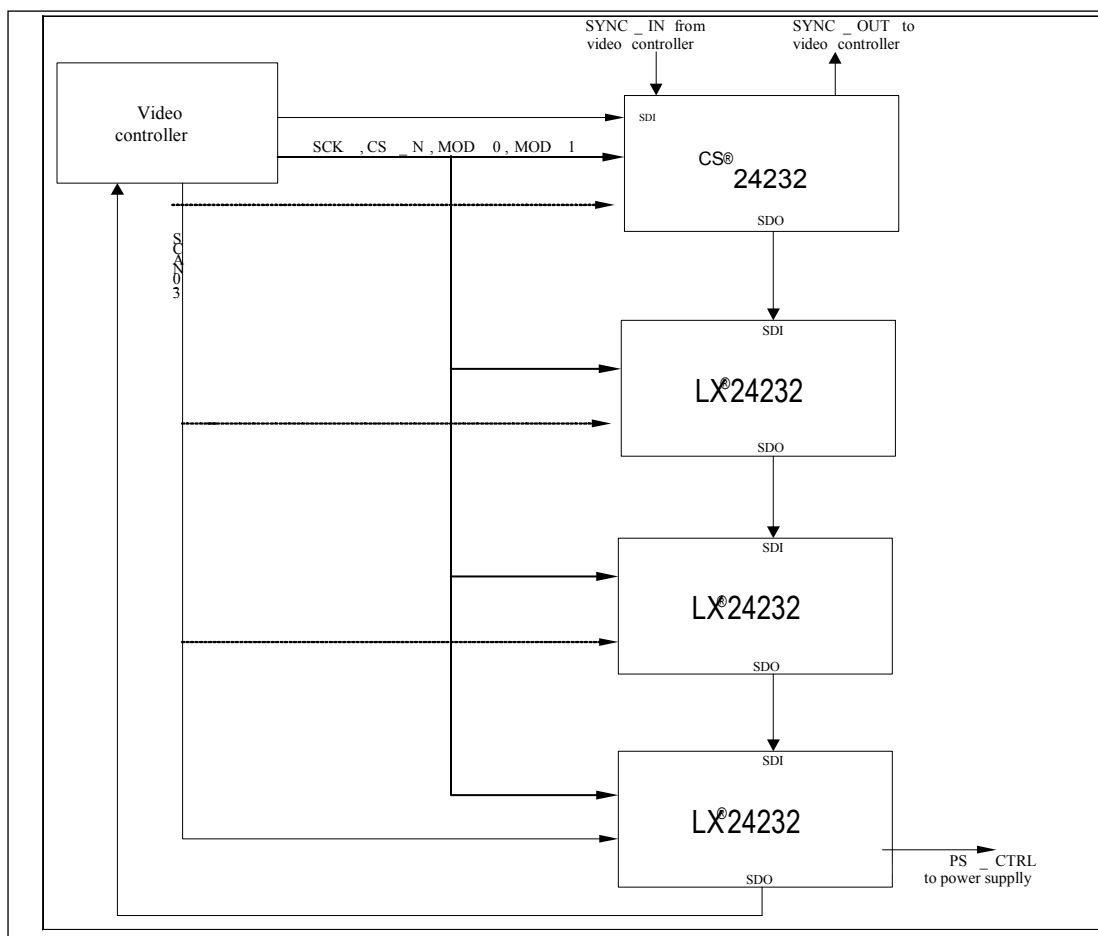 SYNC _ IN from
video controller
SYNC _ OUT to
video controller
Video
controller
SDI
SCK , CS _ N , MOD 0 , MOD 1
CS®
24232
SDO
SCAN0-3
SDI
LX®24232
SDO
SDI
LX®24232
SDO
SDI
LX®24232
PS _ CTRL
to power supplly
SDO